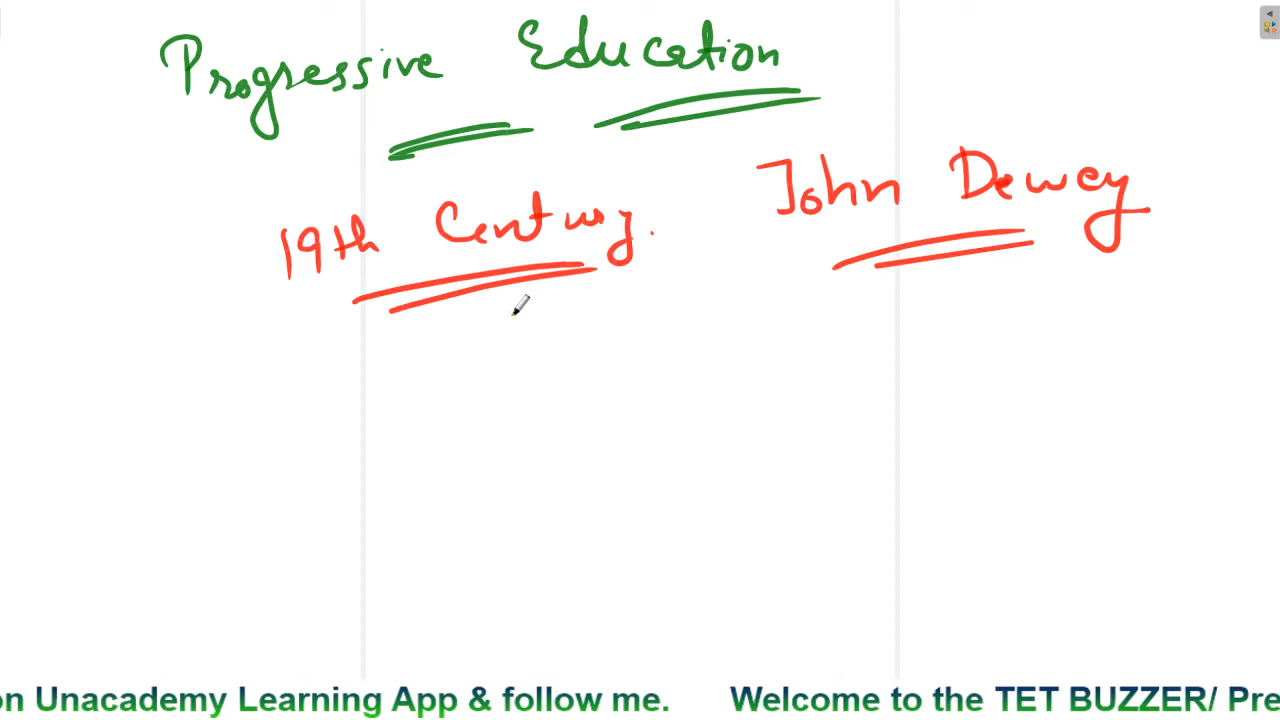 Progressive Education
19th Century. John Dewey
on Unacademy Learning App & follow me. Welcome to the TET BUZZER/ Pre